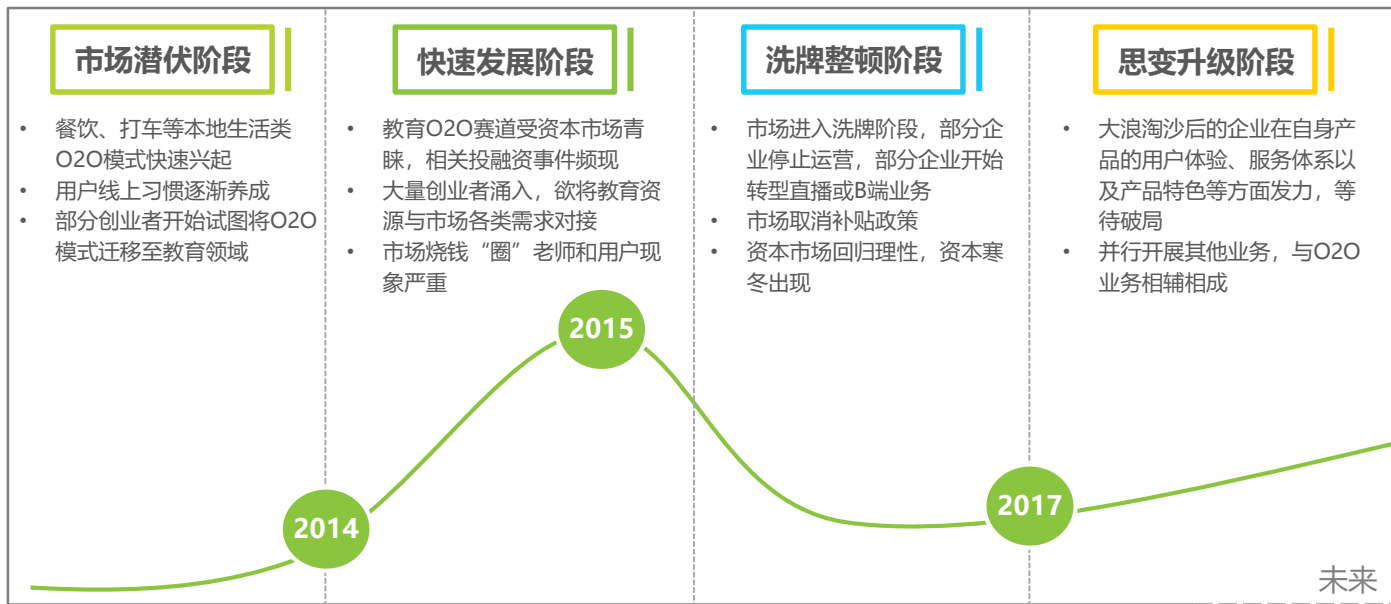 市场潜伏阶段
• 餐饮、打车等本地生活类
O2O模式快速兴起
• 用户线上习惯逐渐养成
• 部分创业者开始试图将O2O
模式迁移至教育领域
快速发展阶段
• 教育O2O赛道受资本市场青
睐，相关投融资事件频现
• 大量创业者涌入，欲将教育资
源与市场各类需求对接
• 市场烧钱“圈”老师和用户现
象严重
洗牌整顿阶段
• 市场进入洗牌阶段，部分企
业停止运营，部分企业开始
转型直播或B端业务
• 市场取消补贴政策
• 资本市场回归理性，资本寒
冬出现
思变升级阶段
• 大浪淘沙后的企业在自身产
品的用户体验、服务体系以
及产品特色等方面发力，等
待破局
• 并行开展其他业务，与O2O
业务相辅相成
2014
2015
2017
未来